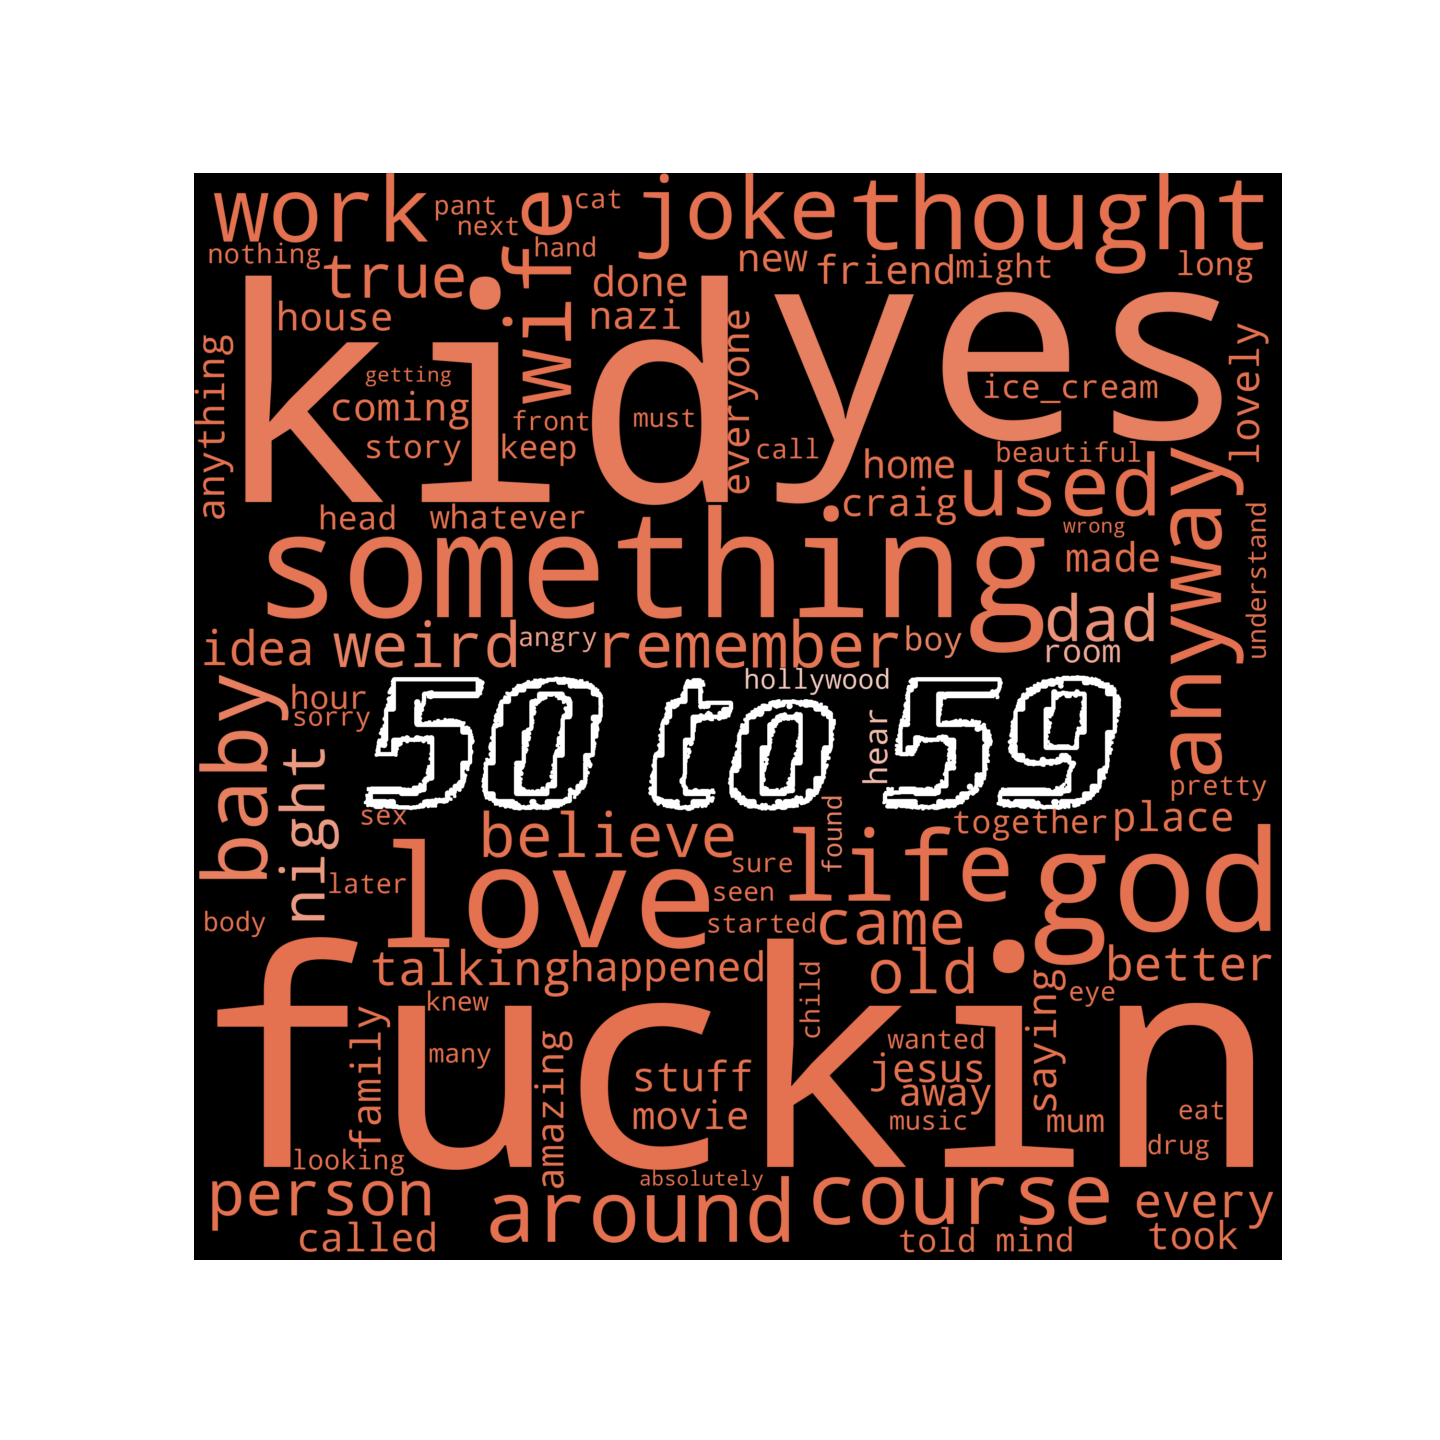 work
pant
next
cat
wife
hand
joke
thought
nothing
true
new
friend
might
long
done
house
nazi
kid
yes
everyone
lovely
anything
getting
coming
front
must
ice_cream
story
keep
call
home
beautiful
craig
used
anyway
head
whatever
something
wrong
made
understand
dad
idea
weird
angry
remember
boy
room
hollywood
baby
hour
sorry
50 to 59
hear
night
pretty
sex
believe
found
together
place
love
sure
life
god
later
seen
body
started
came
talking
happened
old
better
fuckin
knew
child
saying
eye
family
many
amazing
stuff
wanted
jesus
away
movie
music
mum
eat
drug
looking
person
absolutely
around
course
every
called
told
mind
took